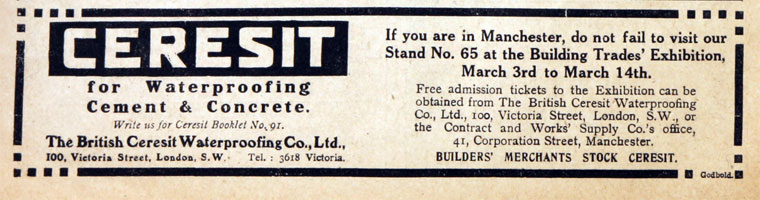 CERESIT
for Waterproofing
Cement & Concrete.
Write us for Ceresit Booklet No. 91.
The British Ceresit Waterproofing Co., Ltd.,
100, Victoria Street, London, S.W. Tel.: 3618 Victoria.
If you are in Manchester, do not fail to visit our
Stand No. 65 at the Building Trades' Exhibition,
March 3rd to March 14th.
Free admission tickets to the Exhibition can be
obtained from The British Ceresit Waterproofing
Co., Ltd., 100, Victoria Street, London, S.W., or
the Contract and Works' Supply Co.'s office,
41, Corporation Street, Manchester.
BUILDERS' MERCHANTS STOCK CERESIT.
Godbold.